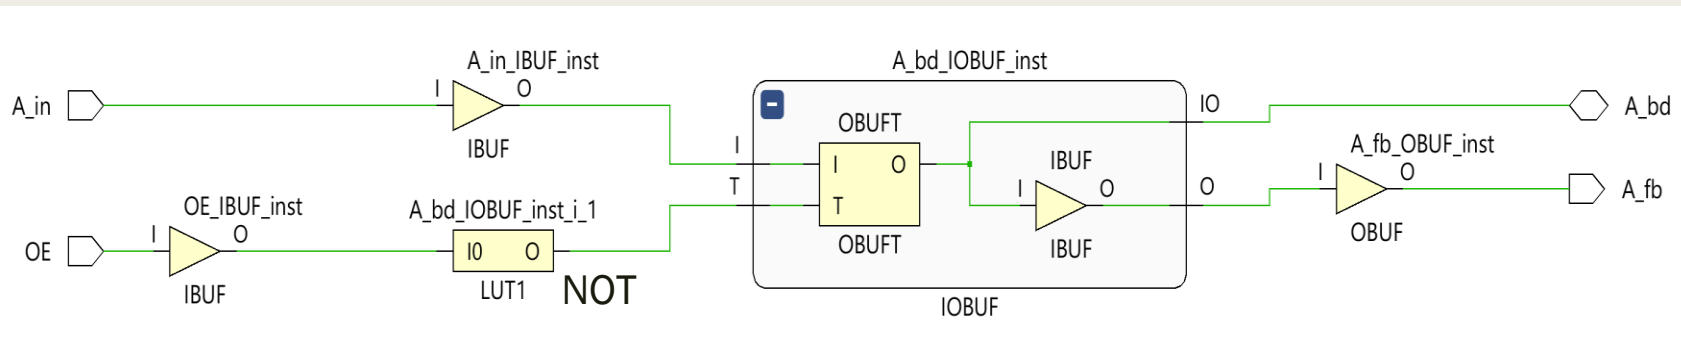 A_in_IBUF_inst
A_bd_IOBUF_inst
I
O
IO
A_in
A_bd
OBUFT
A_fb_OBUF_inst
IBUF
I
I
O
IBUF
I
O
T
I
O
O
A_fb
OE_IBUF_inst
A_bd_IOBUF_inst_i_1
T
I
O
OBUF
OBUFT
IBUF
OE
I0
O
IBUF
LUT1
NOT
IOBUF